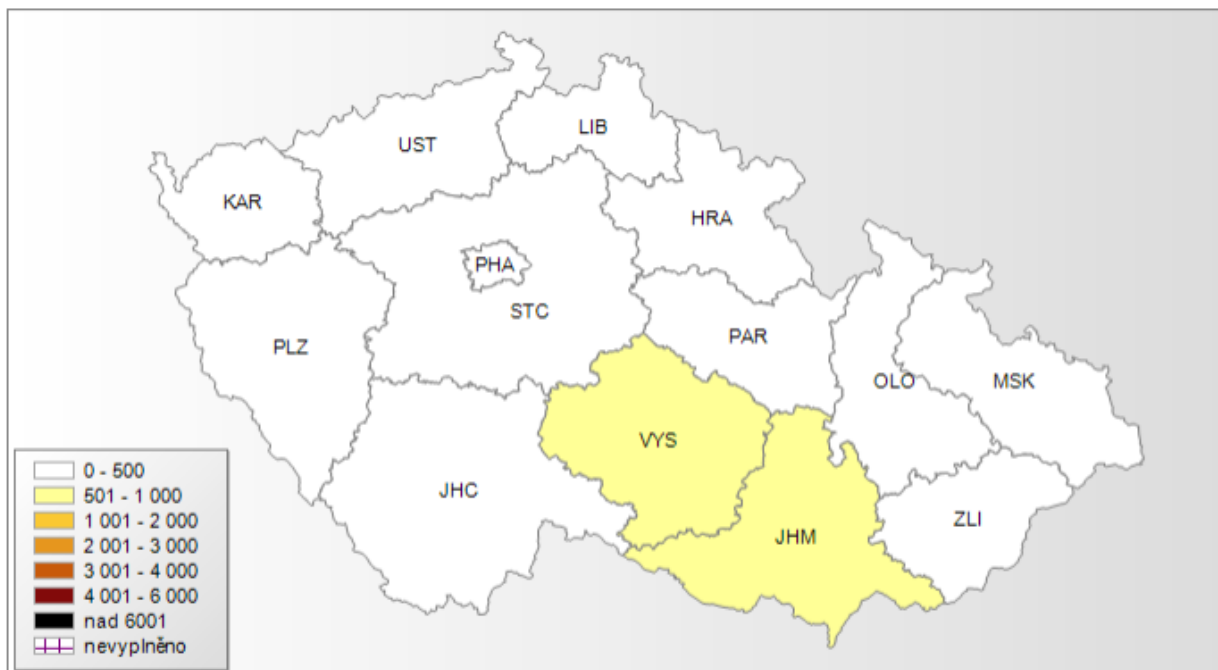 LIB
UST
KAR
HRA
PHA
STC
PAR
PLZ
OLO
MSK
VYS
JHC
ZLI
JHM
0 - 500
501 - 1 000
1 001 - 2 000
2 001 - 3 000
3 001 - 4 000
4 001 - 6 000
nad 6001
nevyplněno